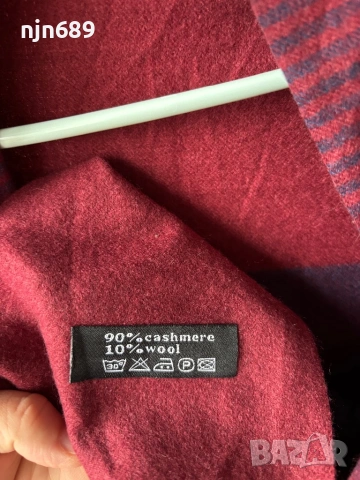 njn689
90% cashmere
10% wool
30°
P
BAZAR